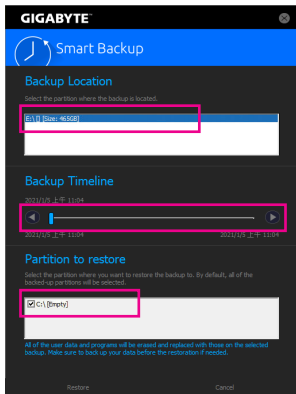 GIGABYTE™
Smart Backup
Backup Location
Select the partition where the backup is located.
E:\ [] [Size: 465GB]
Backup Timeline
2021/1/5 上午 11:04
2021/1/5 上午 11:04
2021/1/5 上午 11:04
Partition to restore
Select the partition where you want to restore the backup to. By default, all of the
backed-up partitions will be selected.
C:\ [Empty]
All of the user data and programs will be erased and replaced with those on the selected
backup. Make sure to back up your data before the restoration if needed.
Restore
Cancel